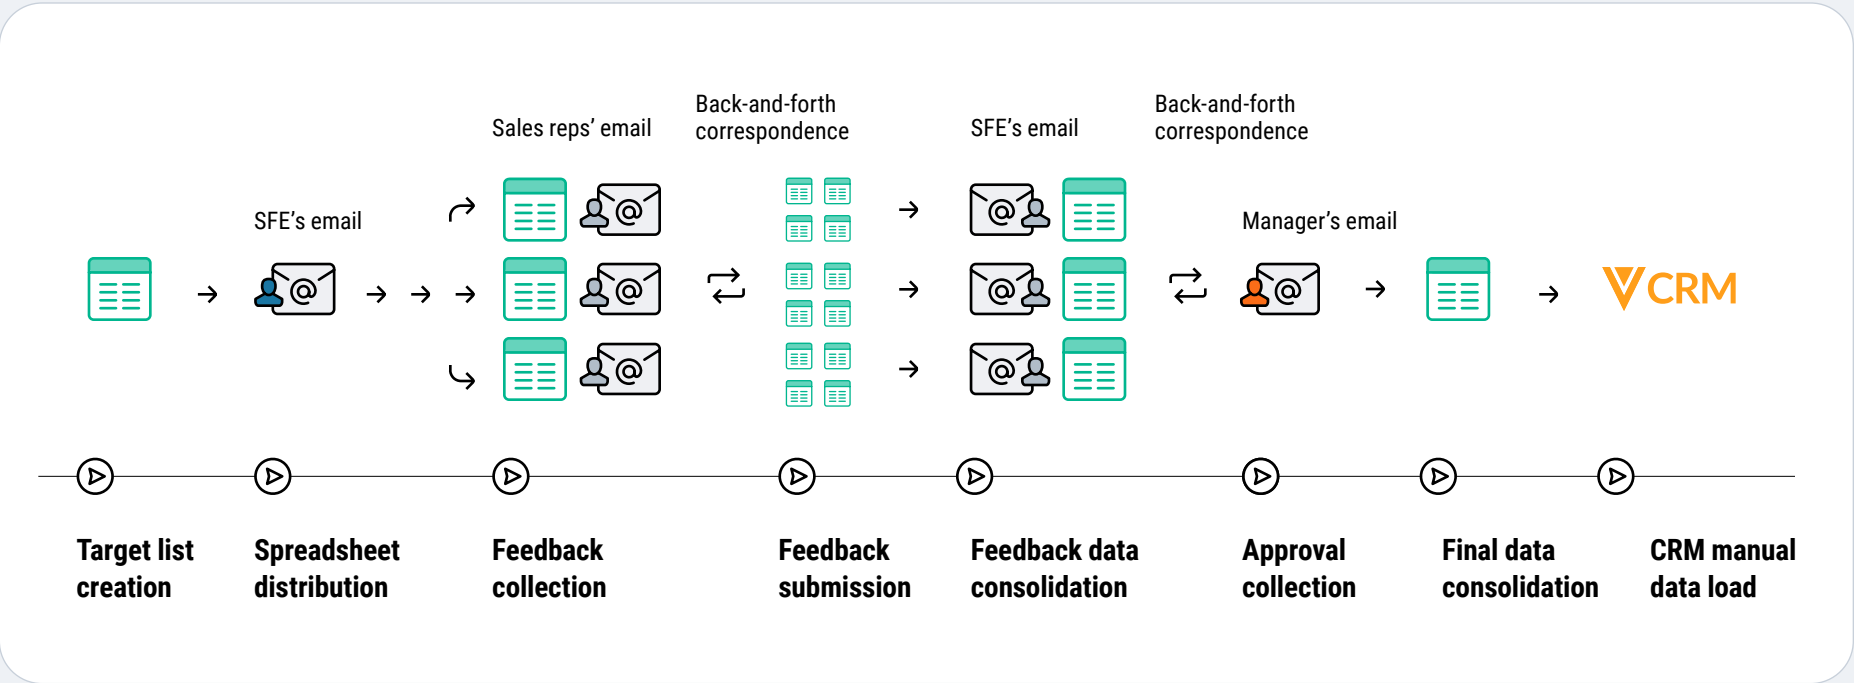 Back-and-forth
correspondence
Back-and-forth
correspondence
Sales reps’ email
SFE’s email
SFE’s email
Manager’s email
CRM
Target list
creation
Spreadsheet
distribution
Feedback
collection
Feedback
submission
Feedback data
consolidation
Approval
collection
Final data
consolidation
CRM manual
data load